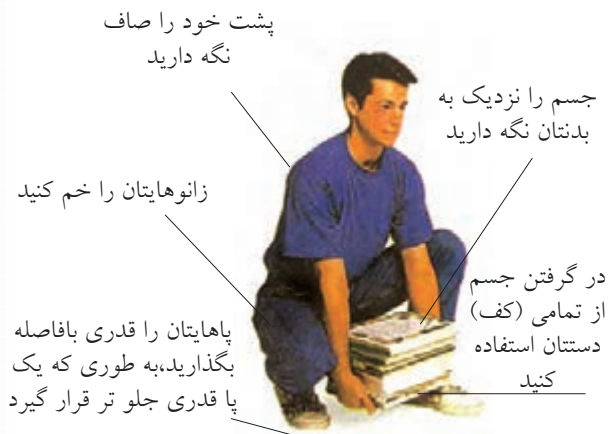 پشت خود را صاف
نگه دارید
جسم را نزدیک به
بدنتان نگه دارید
زانوهایتان را خم کنید
در گرفتن جسم
از تمامی (کف)
دستتان استفاده
کنید
پاهایتان را قدری بافاصله
بگذارید،به طوری که یک
پا قدری جلو تر قرار گیرد